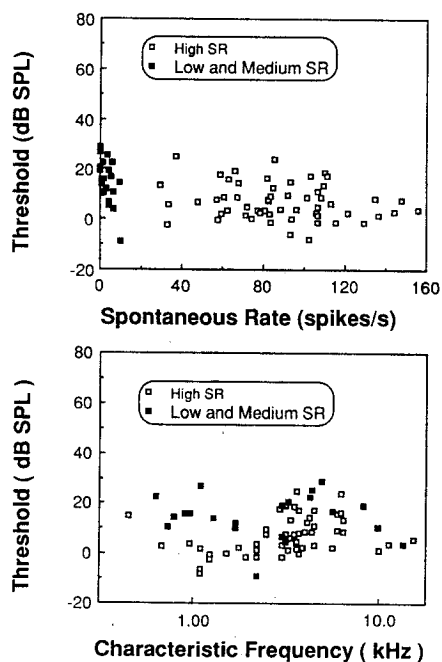 80
60
40
20
0
-20
Threshold (dB SPL)
High SR
Low and Medium SR
0 40 80 120 160
Spontaneous Rate (spikes/s)
80
60
40
20
0
-20
Threshold ( dB SPL )
High SR
Low and Medium SR
1.00 10.0
Characteristic Frequency ( kHz)